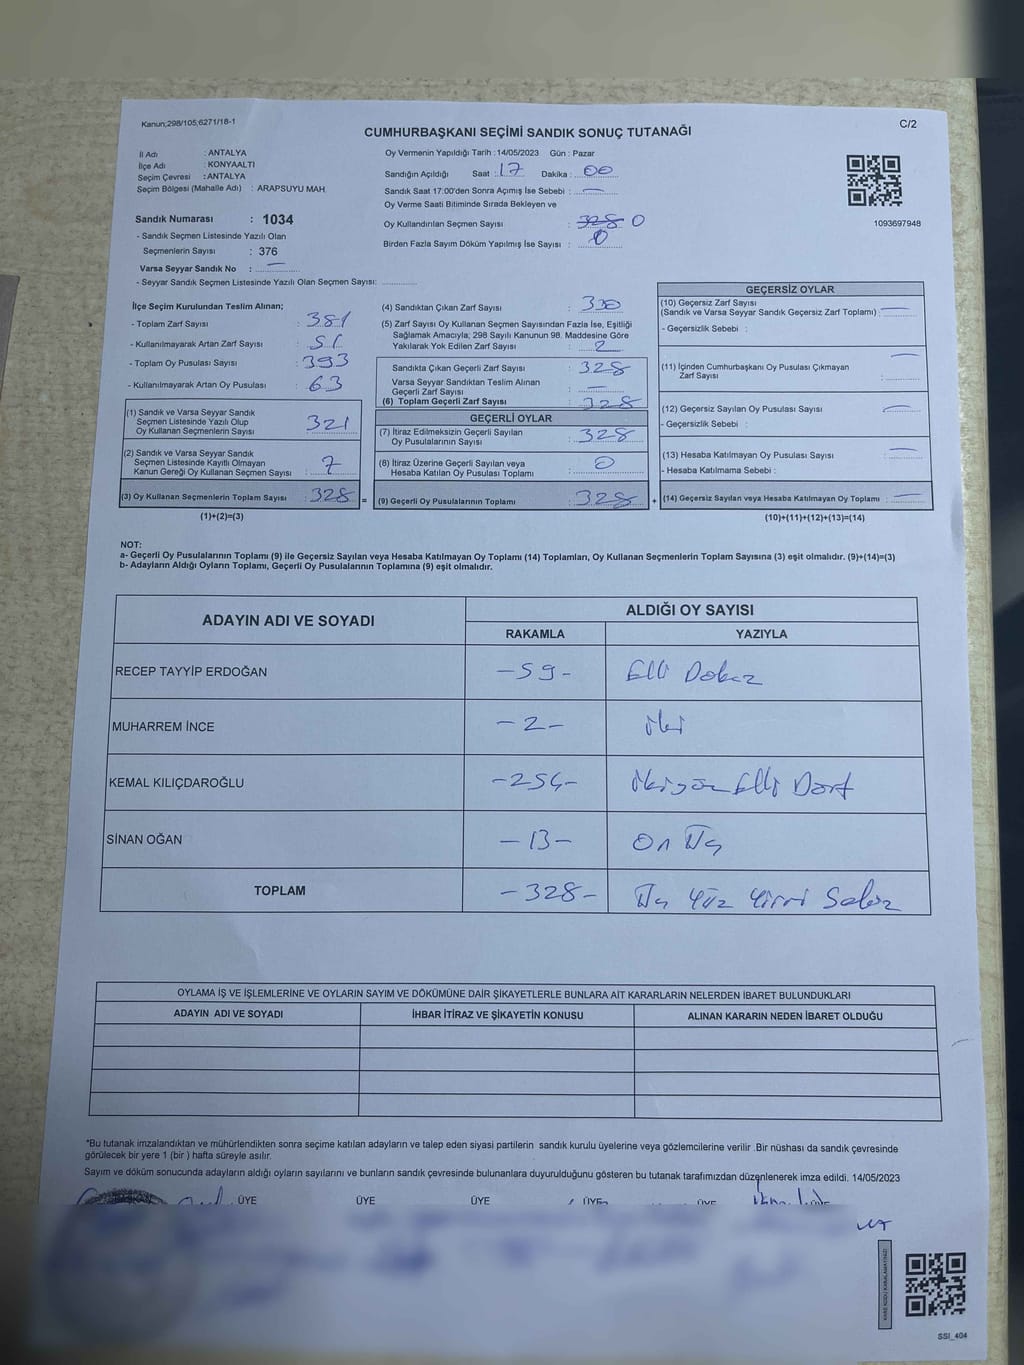 Kanun;298/105;6271/18-1
C/2
CUMHURBAŞKANI SEÇİMİ SANDIK SONUÇ TUTANAĞI
İl Adı : ANTALYA
İlçe Adı : KONYAALTI
Seçim Çevresi : ANTALYA
Seçim Bölgesi (Mahalle Adı) : ARAPSUYU MAH.
Sandık Numarası : 1034
- Sandık Seçmen Listesinde Yazılı Olan
Seçmenlerin Sayısı : 376
Varsa Seyyar Sandık No : —
- Seyyar Sandık Seçmen Listesinde Yazılı Olan Seçmen Sayısı:
Oy Vermenin Yapıldığı Tarih : 14/05/2023 Gün : Pazar
Sandığın Açıldığı Saat : 17 Dakika : 00
Sandık Saat 17:00'den Sonra Açılmış İse Sebebi : —
Oy Verme Saati Bitiminde Sırada Bekleyen ve
Oy Kullandırılan Seçmen Sayısı : 328 0
Birden Fazla Sayım Döküm Yapılmış İse Sayısı : 0
1093697948
İlçe Seçim Kurulundan Teslim Alınan;
- Toplam Zarf Sayısı : 381
- Kullanılmayarak Artan Zarf Sayısı : 51
- Toplam Oy Pusulası Sayısı : 393
- Kullanılmayarak Artan Oy Pusulası : 63
(1) Sandık ve Varsa Seyyar Sandık
Seçmen Listesinde Yazılı Olup
Oy Kullanan Seçmenlerin Sayısı : 321
(2) Sandık ve Varsa Seyyar Sandık
Seçmen Listesinde Kayıtlı Olmayan
Kanun Gereği Oy Kullanan Seçmen Sayısı : 7
(3) Oy Kullanan Seçmenlerin Toplam Sayısı : 328 =
(1)+(2)=(3)
(4) Sandıktan Çıkan Zarf Sayısı : 330
(5) Zarf Sayısı Oy Kullanan Seçmen Sayısından Fazla İse, Eşitliği
Sağlamak Amacıyla; 298 Sayılı Kanunun 98. Maddesine Göre
Yakılarak Yok Edilen Zarf Sayısı : 2
Sandıkta Çıkan Geçerli Zarf Sayısı : 328
Varsa Seyyar Sandıktan Teslim Alınan
Geçerli Zarf Sayısı : —
(6) Toplam Geçerli Zarf Sayısı : 328
GEÇERLİ OYLAR
(7) İtiraz Edilmeksizin Geçerli Sayılan
Oy Pusulalarının Sayısı : 328
(8) İtiraz Üzerine Geçerli Sayılan veya
Hesaba Katılan Oy Pusulası Toplamı : 0
(9) Geçerli Oy Pusulalarının Toplamı : 328 +
GEÇERSİZ OYLAR
(10) Geçersiz Zarf Sayısı
(Sandık ve Varsa Seyyar Sandık Geçersiz Zarf Toplamı) : —
- Geçersizlik Sebebi :
(11) İçinden Cumhurbaşkanı Oy Pusulası Çıkmayan
Zarf Sayısı : —
(12) Geçersiz Sayılan Oy Pusulası Sayısı : —
- Geçersizlik Sebebi :
(13) Hesaba Katılmayan Oy Pusulası Sayısı : —
- Hesaba Katılmama Sebebi :
(14) Geçersiz Sayılan veya Hesaba Katılmayan Oy Toplamı : —
(10)+(11)+(12)+(13)=(14)
NOT:
a- Geçerli Oy Pusulalarının Toplamı (9) ile Geçersiz Sayılan veya Hesaba Katılmayan Oy Toplamı (14) Toplamları, Oy Kullanan Seçmenlerin Toplam Sayısına (3) eşit olmalıdır. (9)+(14)=(3)
b- Adayların Aldığı Oyların Toplamı, Geçerli Oy Pusulalarının Toplamına (9) eşit olmalıdır.
ADAYIN ADI VE SOYADI
ALDIĞI OY SAYISI
RAKAMLA YAZIYLA
RECEP TAYYİP ERDOĞAN -59- Elli Dokuz
MUHARREM İNCE -2- iki
KEMAL KILIÇDAROĞLU -254- ikiyüz Elli Dört
SİNAN OĞAN -13- On Üç
TOPLAM -328- Üç Yüz Yirmi Sekiz
OYLAMA İŞ VE İŞLEMLERİNE VE OYLARIN SAYIM VE DÖKÜMÜNE DAİR ŞİKAYETLERLE BUNLARA AİT KARARLARIN NELERDEN İBARET BULUNDUKLARI
ADAYIN ADI VE SOYADI İHBAR İTİRAZ VE ŞİKAYETİN KONUSU ALINAN KARARIN NEDEN İBARET OLDUĞU
*Bu tutanak imzalandıktan ve mühürlendikten sonra seçime katılan adayların ve talep eden siyasi partilerin sandık kurulu üyelerine veya gözlemcilerine verilir. Bir nüshası da sandık çevresinde
görülecek bir yere 1 (bir ) hafta süreyle asılır.
Sayım ve döküm sonucunda adayların aldığı oyların sayılarını ve bunların sandık çevresinde bulunanlara duyurulduğunu gösteren bu tutanak tarafımızdan düzenlenerek imza edildi. 14/05/2023
BAŞKAN ÜYE ÜYE ÜYE ÜYE ÜYE
SSI_404